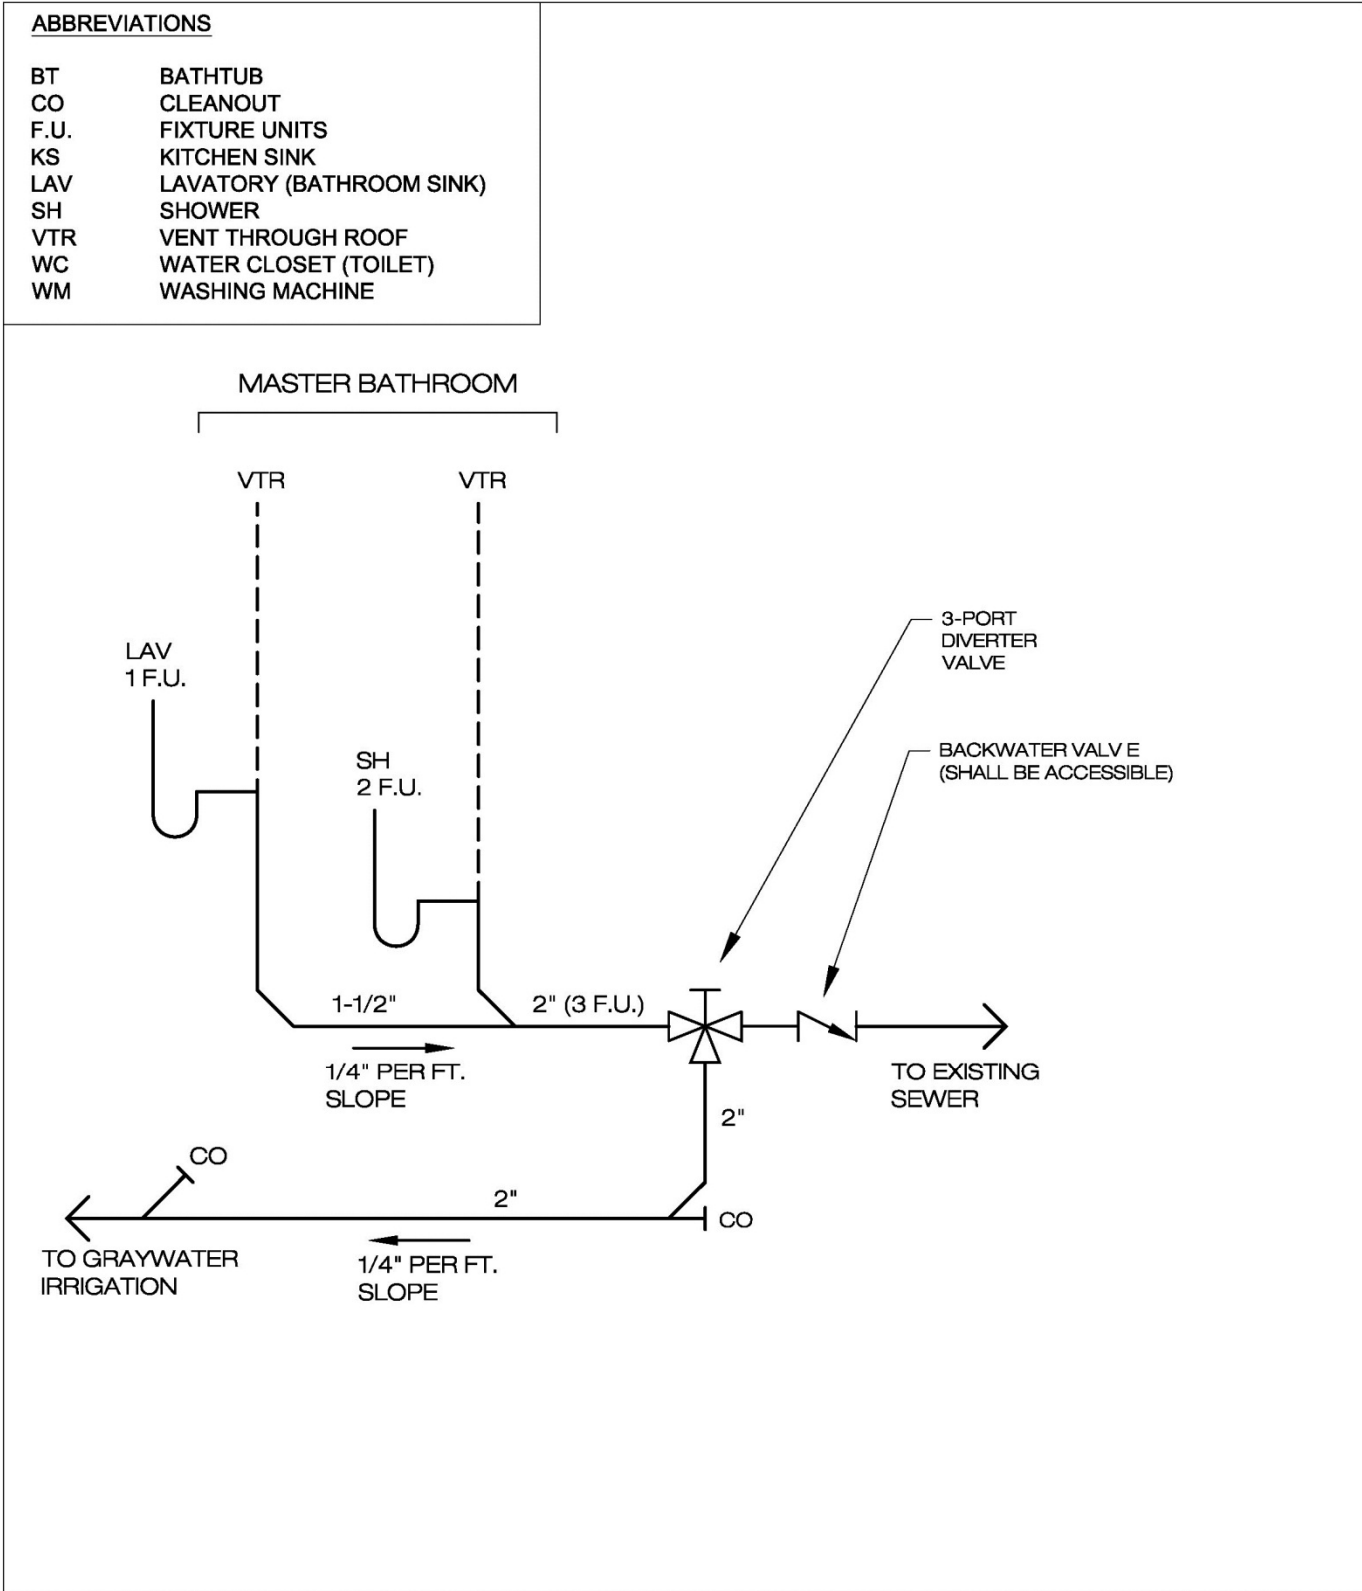 ABBREVIATIONS
BT BATHTUB
CO CLEANOUT
F.U. FIXTURE UNITS
KS KITCHEN SINK
LAV LAVATORY (BATHROOM SINK)
SH SHOWER
VTR VENT THROUGH ROOF
WC WATER CLOSET (TOILET)
WM WASHING MACHINE
MASTER BATHROOM
VTR VTR
LAV
1 F.U.
SH
2 F.U.
3-PORT
DIVERTER
VALVE
BACKWATER VALV E
(SHALL BE ACCESSIBLE)
1-1/2" 2" (3 F.U.)
1/4" PER FT.
SLOPE
TO EXISTING
SEWER
2"
CO
2"
CO
TO GRAYWATER
IRRIGATION
1/4" PER FT.
SLOPE